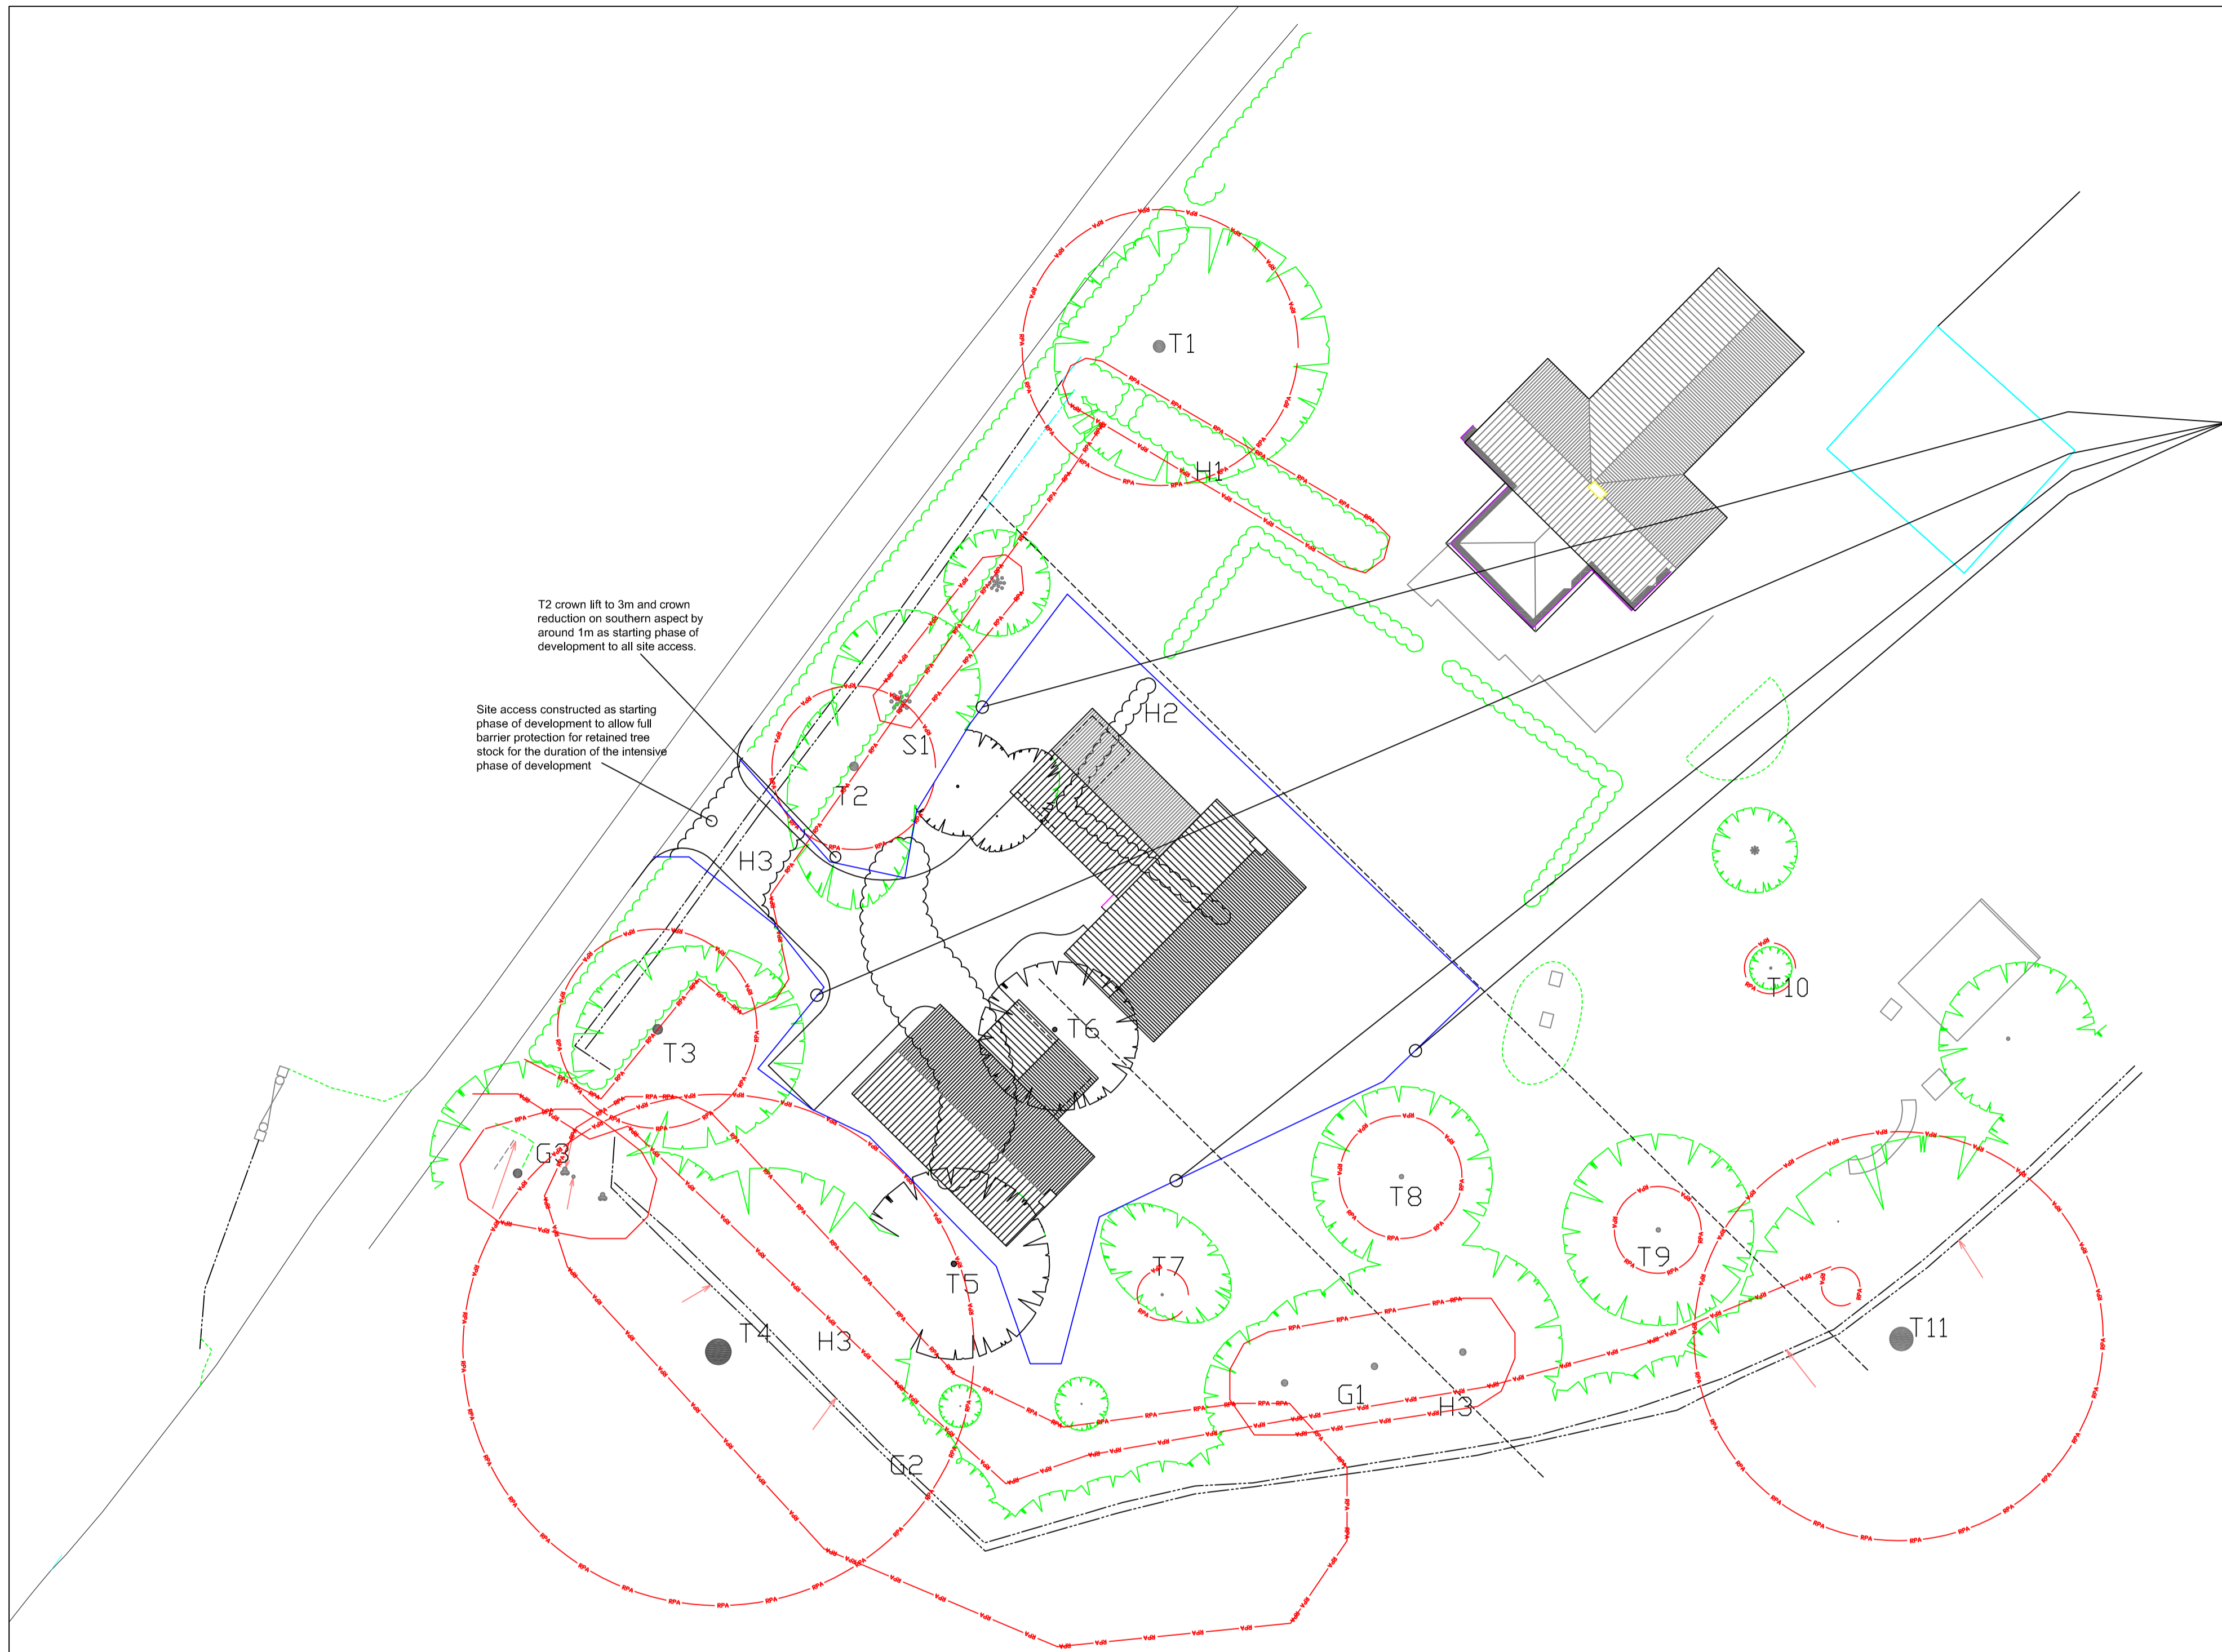 T1
H1
T2 crown lift to 3m and crown
reduction on southern aspect by
around 1m as starting phase of
development to all site access.
Site access constructed as starting
phase of development to allow full
barrier protection for retained tree
stock for the duration of the intensive
phase of development
H2
S1
T2
H3
T10
T6
T3
G3
T8
T9
T7
T5
T4
H3
T11
G1
H3
G2
RPA